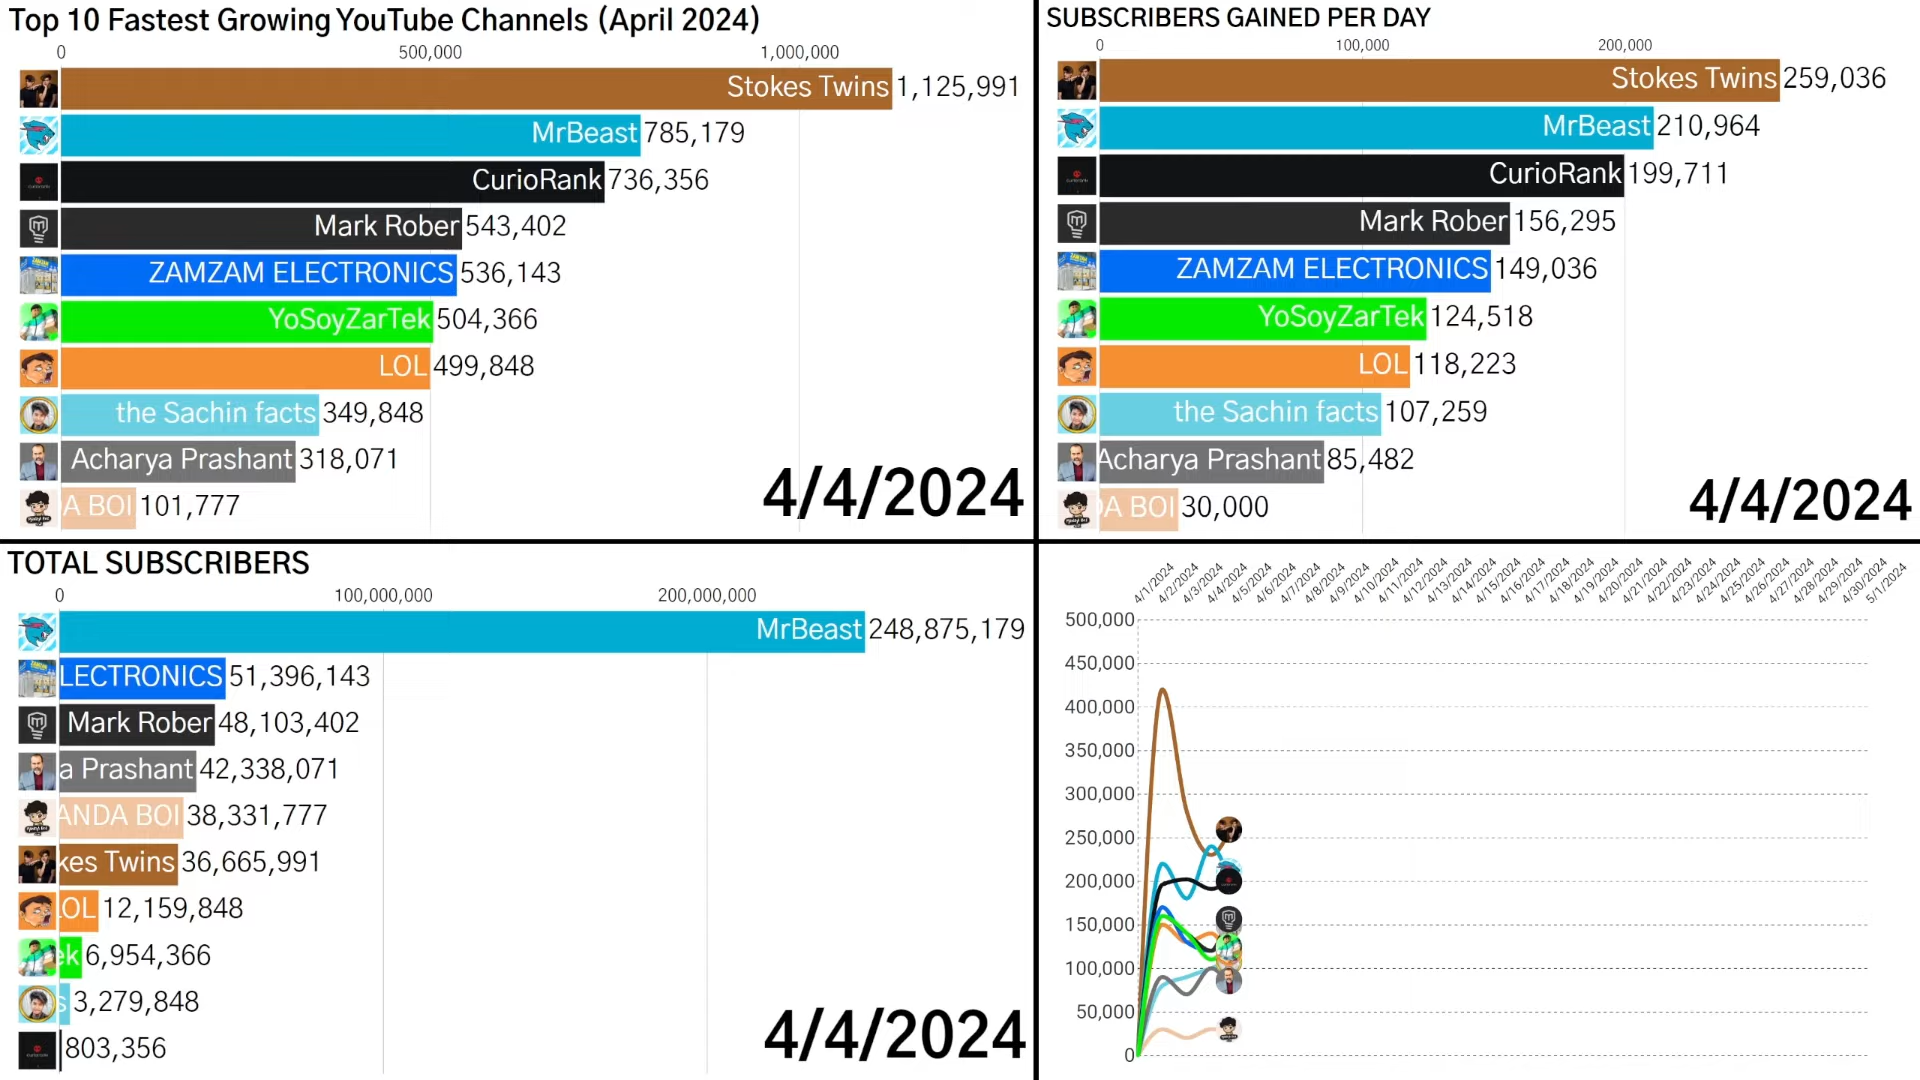 Top 10 Fastest Growing YouTube Channels (April 2024)
0 500,000 1,000,000
Stokes Twins 1,125,991
MrBeast 785,179
CurioRank 736,356
Mark Rober 543,402
ZAMZAM ELECTRONICS 536,143
YoSoyZarTek 504,366
LOL 499,848
the Sachin facts 349,848
Acharya Prashant 318,071
A BOI 101,777
4/4/2024
SUBSCRIBERS GAINED PER DAY
0 100,000 200,000
Stokes Twins 259,036
MrBeast 210,964
CurioRank 199,711
Mark Rober 156,295
ZAMZAM ELECTRONICS 149,036
YoSoyZarTek 124,518
LOL 118,223
the Sachin facts 107,259
Acharya Prashant 85,482
DA BOI 30,000
4/4/2024
TOTAL SUBSCRIBERS
0 100,000,000 200,000,000
MrBeast 248,875,179
LECTRONICS 51,396,143
Mark Rober 48,103,402
a Prashant 42,338,071
ANDA BOI 38,331,777
kes Twins 36,665,991
LOL 12,159,848
ek 6,954,366
s 3,279,848
803,356
4/4/2024
4/1/2024 4/2/2024 4/3/2024 4/4/2024 4/5/2024 4/6/2024 4/7/2024 4/8/2024 4/9/2024 4/10/2024 4/11/2024 4/12/2024 4/13/2024 4/14/2024 4/15/2024 4/16/2024 4/17/2024 4/18/2024 4/19/2024 4/20/2024 4/21/2024 4/22/2024 4/23/2024 4/24/2024 4/25/2024 4/26/2024 4/27/2024 4/28/2024 4/29/2024 4/30/2024 5/1/2024
500,000
450,000
400,000
350,000
300,000
250,000
200,000
150,000
100,000
50,000
0